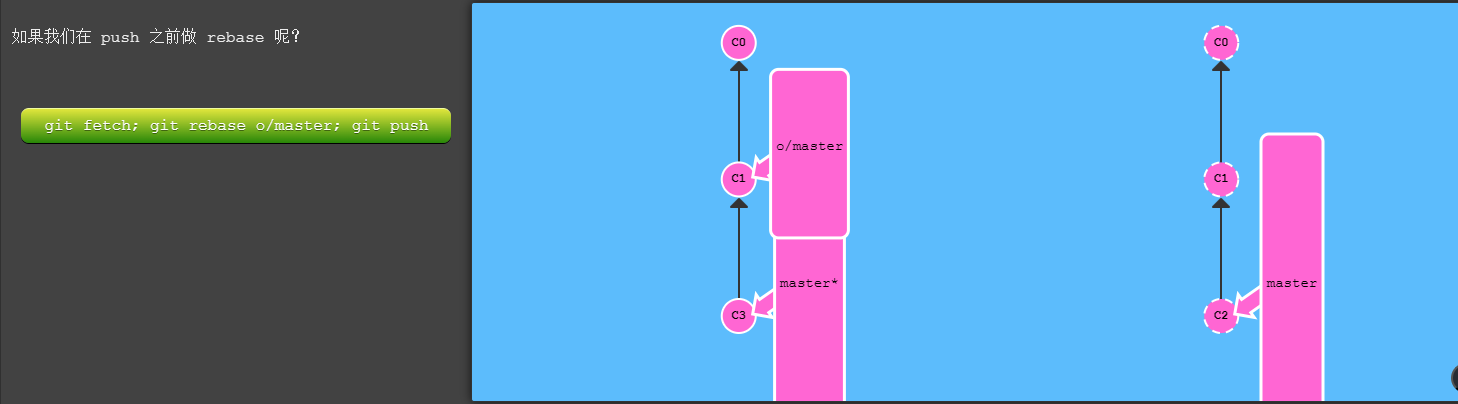 如果我们在 push 之前做 rebase 呢？
git fetch; git rebase o/master; git push
C0
o/master
C1
master*
C3
C0
C1
master
C2